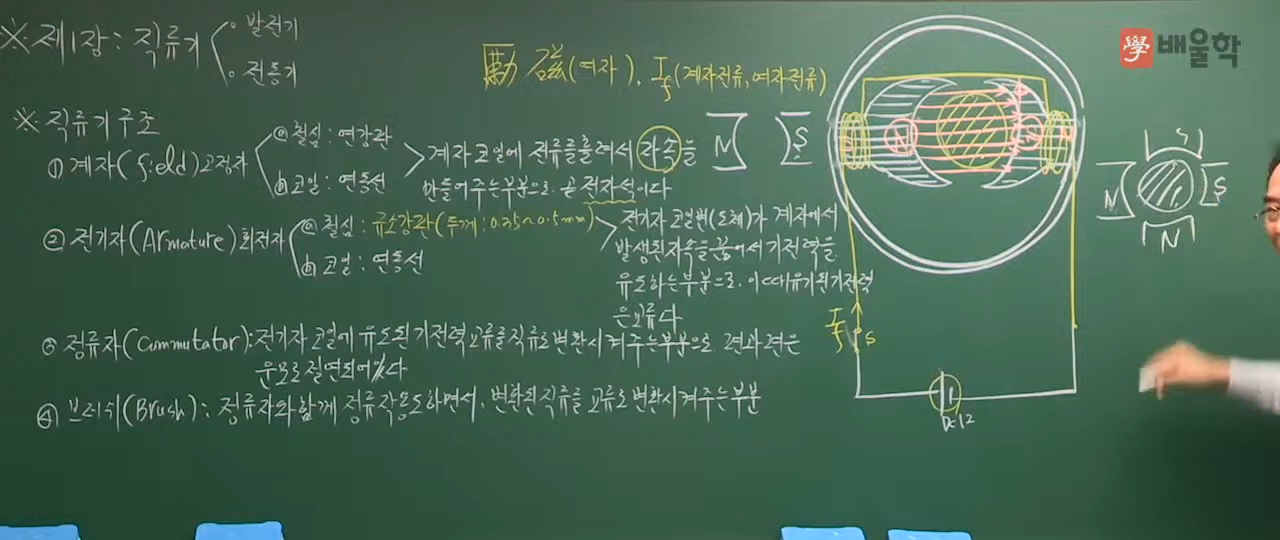 ※ 제1장 : 직류기
◦ 발전기
◦ 전동기
勵 磁(여자). If (계자전류, 여자전류)
學 배울학
※ 직류기 구조
① 계자(field) 고정자
ⓐ 철심 : 연강판
ⓑ 코일 : 연동선
계자 코일에 전류를 흘려서 자속을
만들어주는 부분으로 곧 전자석이다
② 전기자(Armature) 회전자
ⓐ 철심 : 규소강판(두께 : 0.35~0.5mm)
ⓑ 코일 : 연동선
전기자 코일변(도체)가 계자에서
발생된 자속을 끊어서 기전력을
유도하는 부분으로. 이때 유기된 기전력
은 교류다
③ 정류자(Commutator) : 전기자 코일에 유도된 기전력 교류를 직류로 변환시켜 주는 부분으로 편과 편은
운모로 절연되어 있다
④ 브러쉬(Brush) : 정류자와 함께 정류작용도 하면서, 변환된 직류를 교류로 변환시켜 주는 부분
N S
N S
If S
DC12
S
N S
N